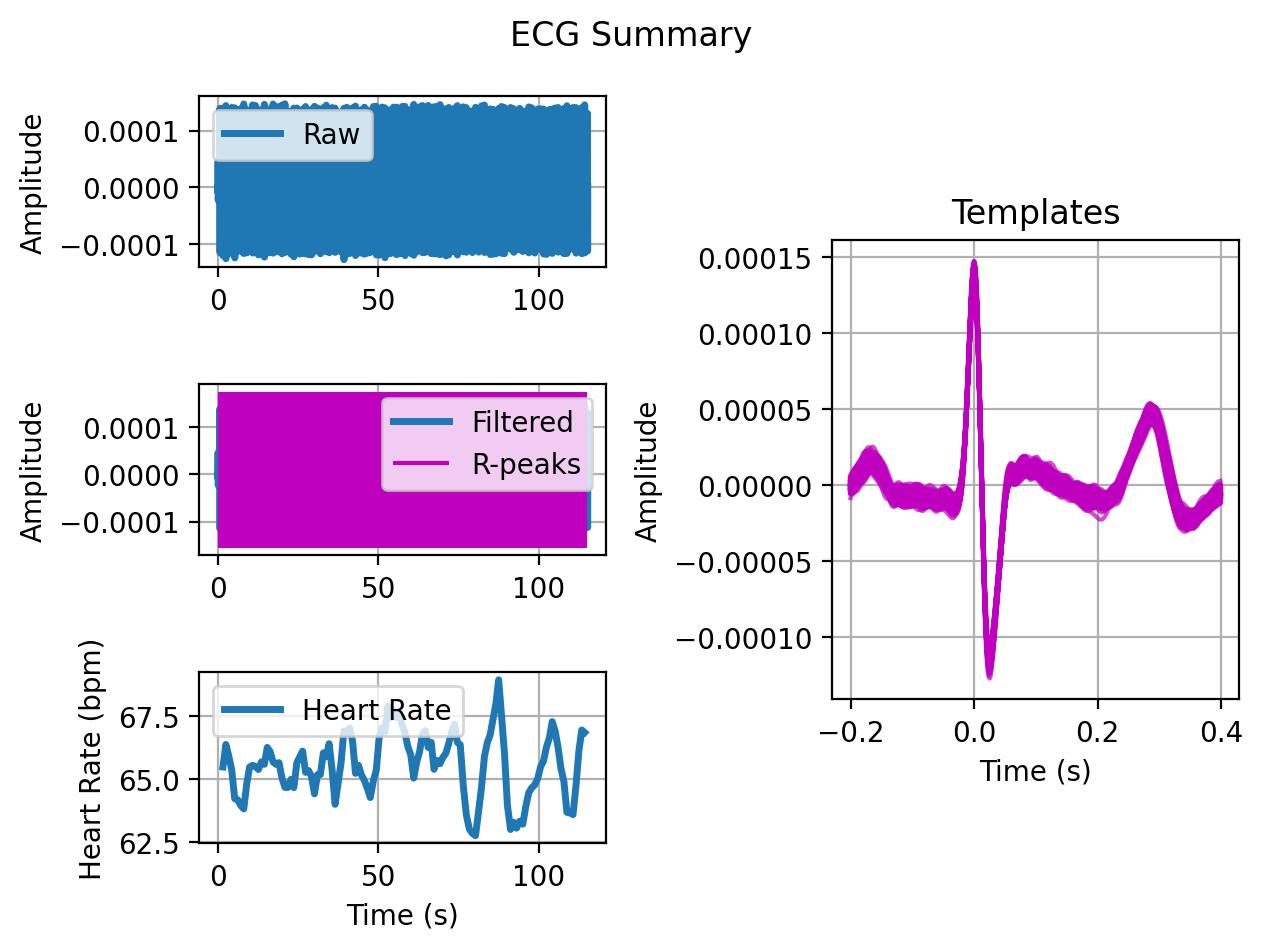 ECG Summary
Amplitude
0.0001
0.0000
−0.0001
Raw
0
50
100
Amplitude
0.0001
0.0000
−0.0001
Filtered
R-peaks
0
50
100
Heart Rate (bpm)
67.5
65.0
62.5
Heart Rate
0
50
100
Time (s)
Templates
Amplitude
0.00015
0.00010
0.00005
0.00000
−0.00005
−0.00010
−0.2
0.0
0.2
0.4
Time (s)